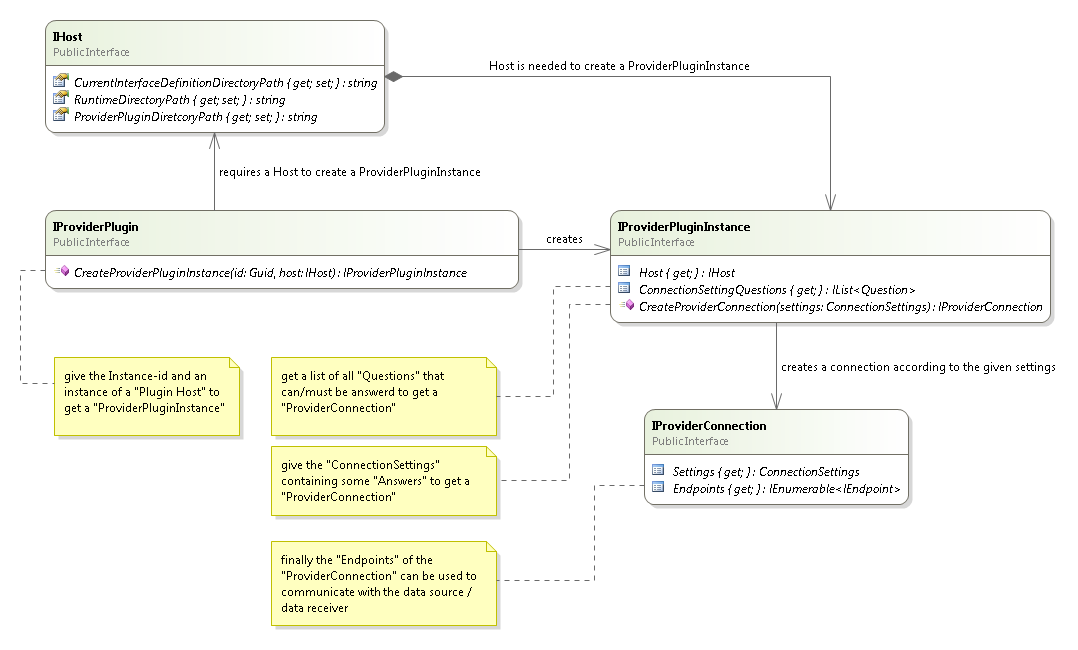 IHost
PublicInterface
CurrentInterfaceDefinitionDirectoryPath { get; set; } : string
RuntimeDirectoryPath { get; set; } : string
ProviderPluginDiretcoryPath { get; set; } : string
Host is needed to create a ProviderPluginInstance
requires a Host to create a ProviderPluginInstance
IProviderPlugin
PublicInterface
CreateProviderPluginInstance(id: Guid, host: IHost) : IProviderPluginInstance
creates
IProviderPluginInstance
PublicInterface
Host { get; } : IHost
ConnectionSettingQuestions { get; } : IList<Question>
CreateProviderConnection(settings: ConnectionSettings) : IProviderConnection
give the Instance-id and an
instance of a "Plugin Host" to
get a "ProviderPluginInstance"
get a list of all "Questions" that
can/must be answerd to get a
"ProviderConnection"
creates a connection according to the given settings
give the "ConnectionSettings"
containing some "Answers" to get a
"ProviderConnection"
IProviderConnection
PublicInterface
Settings { get; } : ConnectionSettings
Endpoints { get; } : IEnumerable<IEndpoint>
finally the "Endpoints" of the
"ProviderConnection" can be used to
communicate with the data source /
data receiver